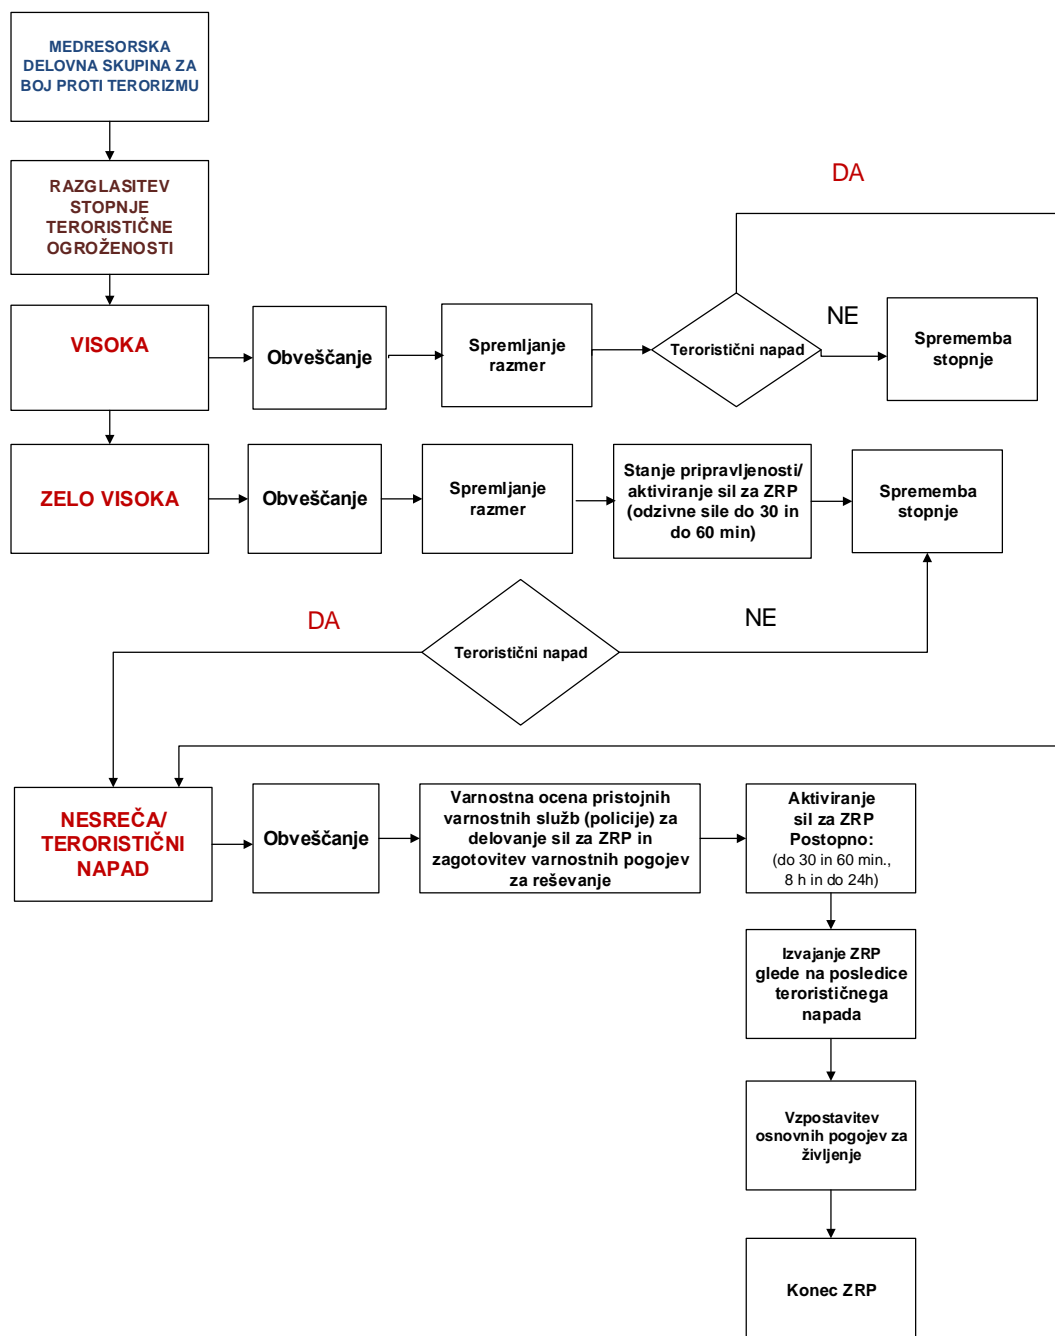 MEDRESORSKA
DELOVNA SKUPINA ZA
BOJ PROTI TERORIZMU
RAZGLASITEV
STOPNJE
TERORISTIČNE
OGROŽENOSTI
DA
VISOKA
Obveščanje
Spremljanje
razmer
Teroristični napad
NE
Sprememba
stopnje
ZELO VISOKA
Obveščanje
Spremljanje
razmer
Stanje pripravljenosti/
aktiviranje sil za ZRP
(odzivne sile do 30 in
do 60 min)
Sprememba
stopnje
DA
Teroristični napad
NE
NESREČA/
TERORISTIČNI
NAPAD
Obveščanje
Varnostna ocena pristojnih
varnostnih služb (policije) za
delovanje sil za ZRP in
zagotovitev varnostnih pogojev
za reševanje
Aktiviranje
sil za ZRP
Postopno:
(do 30 in 60 min.,
8 h in do 24h)
Izvajanje ZRP
glede na posledice
terorističnega
napada
Vzpostavitev
osnovnih pogojev za
življenje
Konec ZRP